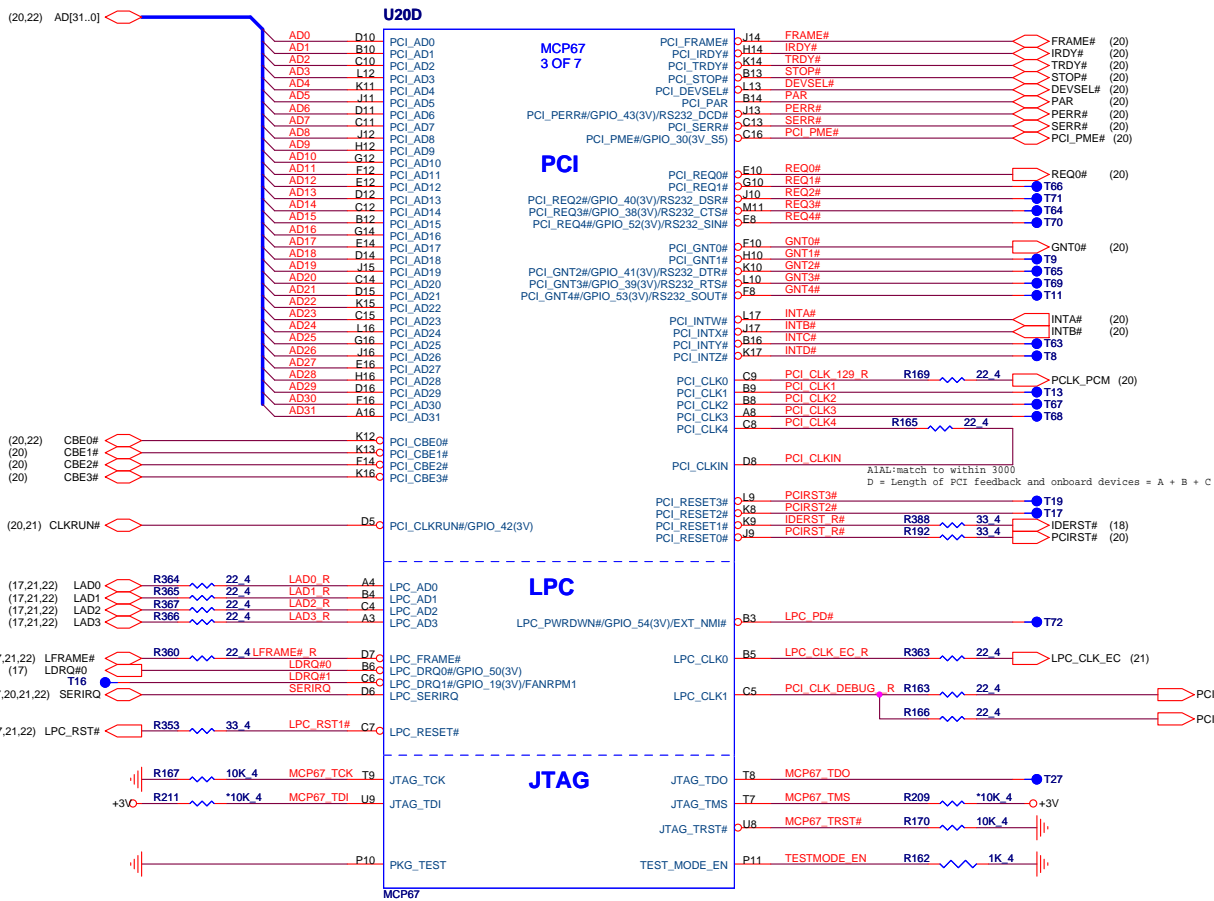 U20D
(20,22) AD[31..0]
MCP67
3 OF 7
PCI
AD0 D10 PCI_AD0
AD1 B10 PCI_AD1
AD2 C10 PCI_AD2
AD3 L12 PCI_AD3
AD4 K11 PCI_AD4
AD5 J11 PCI_AD5
AD6 D11 PCI_AD6
AD7 C11 PCI_AD7
AD8 J12 PCI_AD8
AD9 H12 PCI_AD9
AD10 G12 PCI_AD10
AD11 F12 PCI_AD11
AD12 E12 PCI_AD12
AD13 D12 PCI_AD13
AD14 C12 PCI_AD14
AD15 B12 PCI_AD15
AD16 G14 PCI_AD16
AD17 E14 PCI_AD17
AD18 D14 PCI_AD18
AD19 J15 PCI_AD19
AD20 C14 PCI_AD20
AD21 D15 PCI_AD21
AD22 K15 PCI_AD22
AD23 C15 PCI_AD23
AD24 L16 PCI_AD24
AD25 G16 PCI_AD25
AD26 J16 PCI_AD26
AD27 E16 PCI_AD27
AD28 H16 PCI_AD28
AD29 D16 PCI_AD29
AD30 F16 PCI_AD30
AD31 A16 PCI_AD31
(20,22) CBE0# K12 PCI_CBE0#
(20) CBE1# K13 PCI_CBE1#
(20) CBE2# F14 PCI_CBE2#
(20) CBE3# K16 PCI_CBE3#
(20,21) CLKRUN# D5 PCI_CLKRUN#/GPIO_42(3V)
PCI_FRAME# J14 FRAME# FRAME# (20)
PCI_IRDY# H14 IRDY# IRDY# (20)
PCI_TRDY# K14 TRDY# TRDY# (20)
PCI_STOP# B13 STOP# STOP# (20)
PCI_DEVSEL# L13 DEVSEL# DEVSEL# (20)
PCI_PAR B14 PAR PAR (20)
PCI_PERR#/GPIO_43(3V)/RS232_DCD# J13 PERR# PERR# (20)
PCI_SERR# C13 SERR# SERR# (20)
PCI_PME#/GPIO_30(3V_S5) C16 PCI_PME# PCI_PME# (20)
PCI_REQ0# E10 REQ0# REQ0# (20)
PCI_REQ1# G10 REQ1# T66
PCI_REQ2#/GPIO_40(3V)/RS232_DSR# J10 REQ2# T71
PCI_REQ3#/GPIO_38(3V)/RS232_CTS# M11 REQ3# T64
PCI_REQ4#/GPIO_52(3V)/RS232_SIN# E8 REQ4# T70
PCI_GNT0# F10 GNT0# GNT0# (20)
PCI_GNT1# H10 GNT1# T9
PCI_GNT2#/GPIO_41(3V)/RS232_DTR# K10 GNT2# T65
PCI_GNT3#/GPIO_39(3V)/RS232_RTS# L10 GNT3# T69
PCI_GNT4#/GPIO_53(3V)/RS232_SOUT# F8 GNT4# T11
PCI_INTW# L17 INTA# INTA# (20)
PCI_INTX# J17 INTB# INTB# (20)
PCI_INTY# B16 INTC# T63
PCI_INTZ# K17 INTD# T8
PCI_CLK0 C9 PCI_CLK_129_R R169 22_4 PCLK_PCM (20)
PCI_CLK1 B9 PCI_CLK1 T13
PCI_CLK2 B8 PCI_CLK2 T67
PCI_CLK3 A8 PCI_CLK3 T68
PCI_CLK4 C8 PCI_CLK4 R165 22_4
PCI_CLKIN D8 PCI_CLKIN
A1AL:match to within 3000
D = Length of PCI feedback and onboard devices = A + B + C
PCI_RESET3# L9 PCIRST3# T19
PCI_RESET2# K8 PCIRST2# T17
PCI_RESET1# K9 IDERST_R# R388 33_4 IDERST# (18)
PCI_RESET0# J9 PCIRST_R# R192 33_4 PCIRST# (20)
LPC
(17,21,22) LAD0 R364 22_4 LAD0_R A4 LPC_AD0
(17,21,22) LAD1 R365 22_4 LAD1_R B4 LPC_AD1
(17,21,22) LAD2 R367 22_4 LAD2_R C4 LPC_AD2
(17,21,22) LAD3 R366 22_4 LAD3_R A3 LPC_AD3
7,21,22) LFRAME# R360 22_4 LFRAME#_R D7 LPC_FRAME#
(17) LDRQ#0 LDRQ#0 B6 LPC_DRQ0#/GPIO_50(3V)
T16 LDRQ#1 C6 LPC_DRQ1#/GPIO_19(3V)/FANRPM1
,20,21,22) SERIRQ SERIRQ D6 LPC_SERIRQ
7,21,22) LPC_RST# R353 33_4 LPC_RST1# C7 LPC_RESET#
LPC_PWRDWN#/GPIO_54(3V)/EXT_NMI# B3 LPC_PD# T72
LPC_CLK0 B5 LPC_CLK_EC_R R363 22_4 LPC_CLK_EC (21)
LPC_CLK1 C5 PCI_CLK_DEBUG_R R163 22_4 PCI
R166 22_4 PCI
JTAG
R167 10K_4 MCP67_TCK T9 JTAG_TCK
+3V R211 *10K_4 MCP67_TDI U9 JTAG_TDI
P10 PKG_TEST
JTAG_TDO T8 MCP67_TDO T27
JTAG_TMS T7 MCP67_TMS R209 *10K_4 +3V
JTAG_TRST# U8 MCP67_TRST# R170 10K_4
TEST_MODE_EN P11 TESTMODE_EN R162 1K_4
MCP67